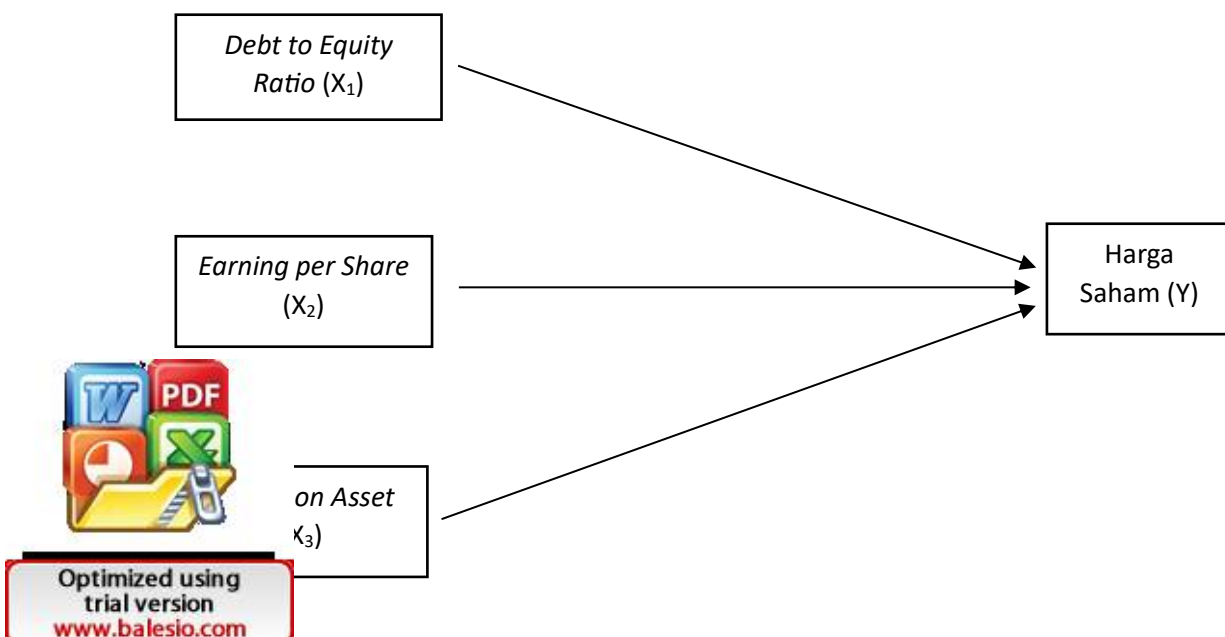 Debt to Equity
Ratio (X₁)
Earning per Share
(X₂)
Harga
Saham (Y)
W
PDF
X
on Asset
X₃)
Optimized using
trial version
www.balesio.com